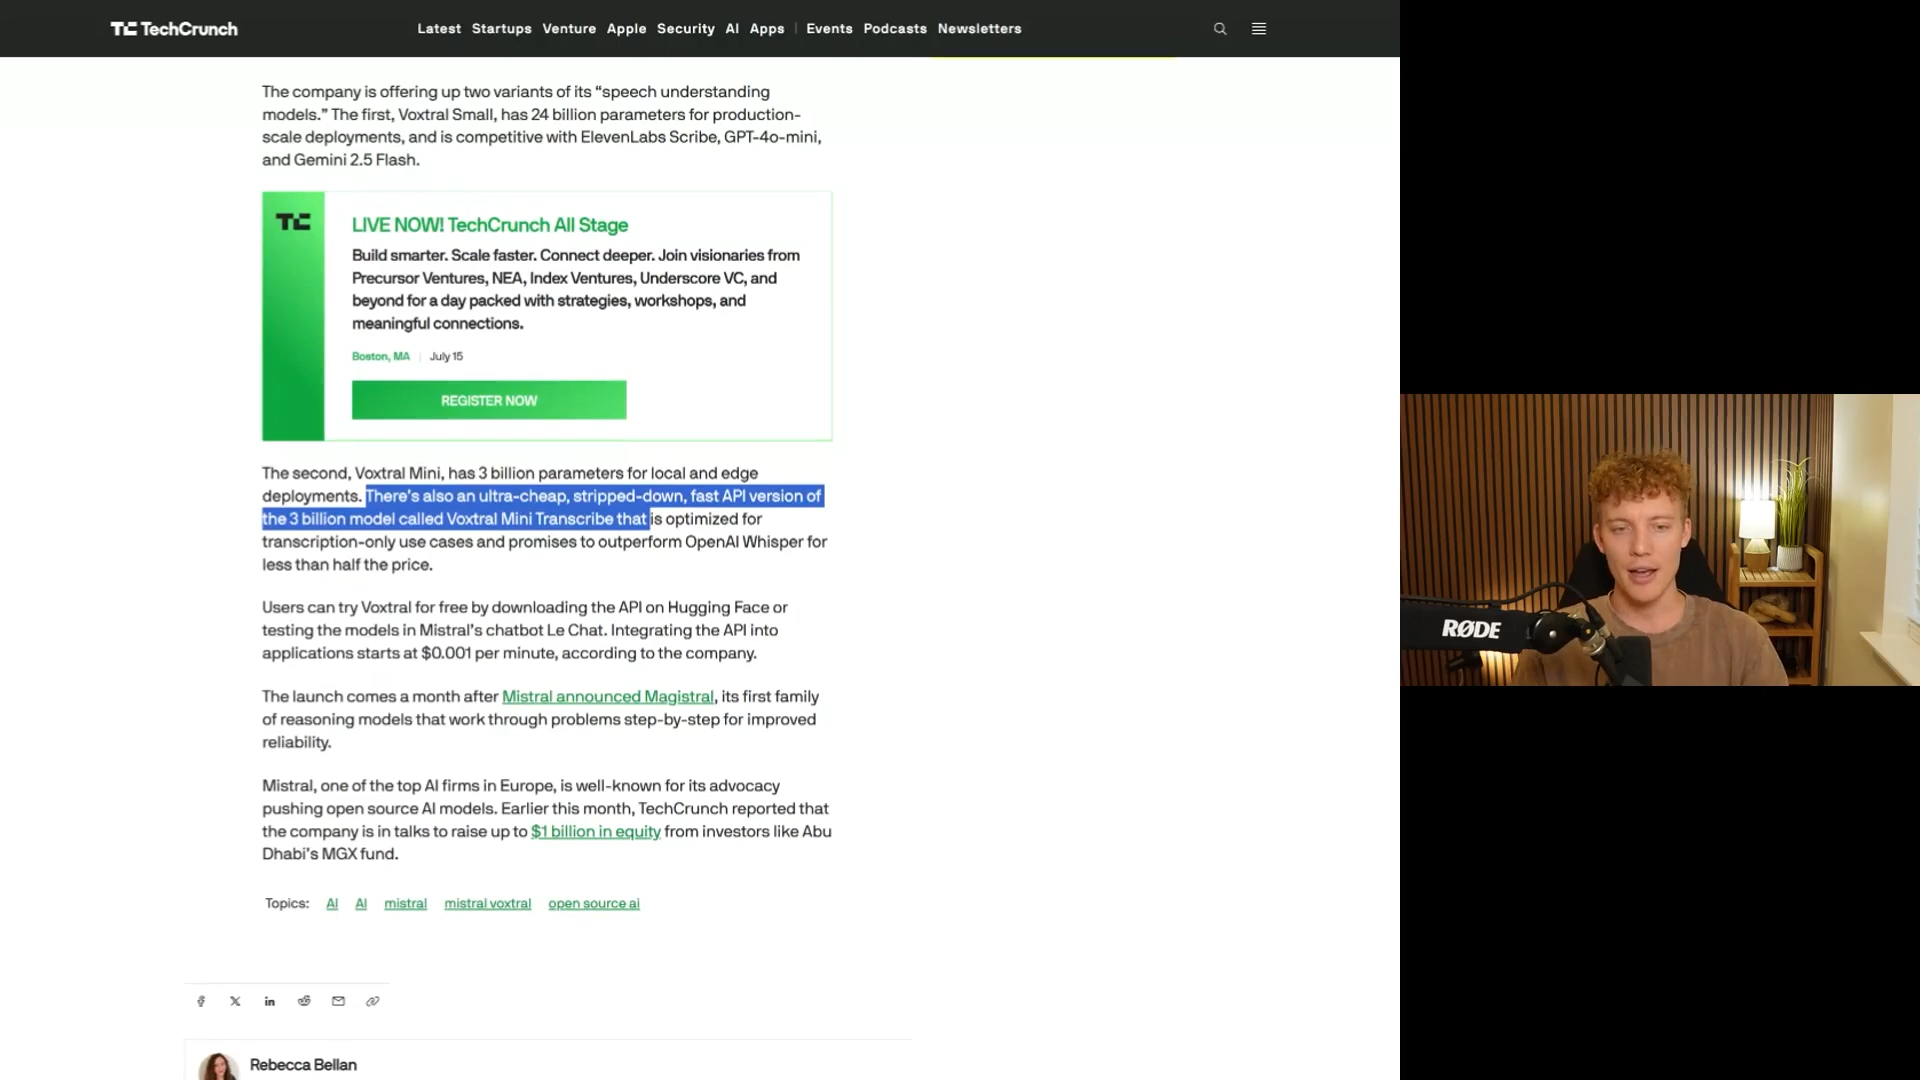 TechCrunch
Latest Startups Venture Apple Security AI Apps Events Podcasts Newsletters
The company is offering up two variants of its “speech understanding
models.” The first, Voxtral Small, has 24 billion parameters for production-
scale deployments, and is competitive with ElevenLabs Scribe, GPT-4o-mini,
and Gemini 2.5 Flash.
TC
LIVE NOW! TechCrunch All Stage
Build smarter. Scale faster. Connect deeper. Join visionaries from
Precursor Ventures, NEA, Index Ventures, Underscore VC, and
beyond for a day packed with strategies, workshops, and
meaningful connections.
Boston, MA | July 15
REGISTER NOW
The second, Voxtral Mini, has 3 billion parameters for local and edge
deployments. There’s also an ultra-cheap, stripped-down, fast API version of
the 3 billion model called Voxtral Mini Transcribe that is optimized for
transcription-only use cases and promises to outperform OpenAI Whisper for
less than half the price.
Users can try Voxtral for free by downloading the API on Hugging Face or
testing the models in Mistral’s chatbot Le Chat. Integrating the API into
applications starts at $0.001 per minute, according to the company.
The launch comes a month after Mistral announced Magistral, its first family
of reasoning models that work through problems step-by-step for improved
reliability.
Mistral, one of the top AI firms in Europe, is well-known for its advocacy
pushing open source AI models. Earlier this month, TechCrunch reported that
the company is in talks to raise up to $1 billion in equity from investors like Abu
Dhabi’s MGX fund.
Topics: AI AI mistral mistral voxtral open source ai
Rebecca Bellan
RØDE